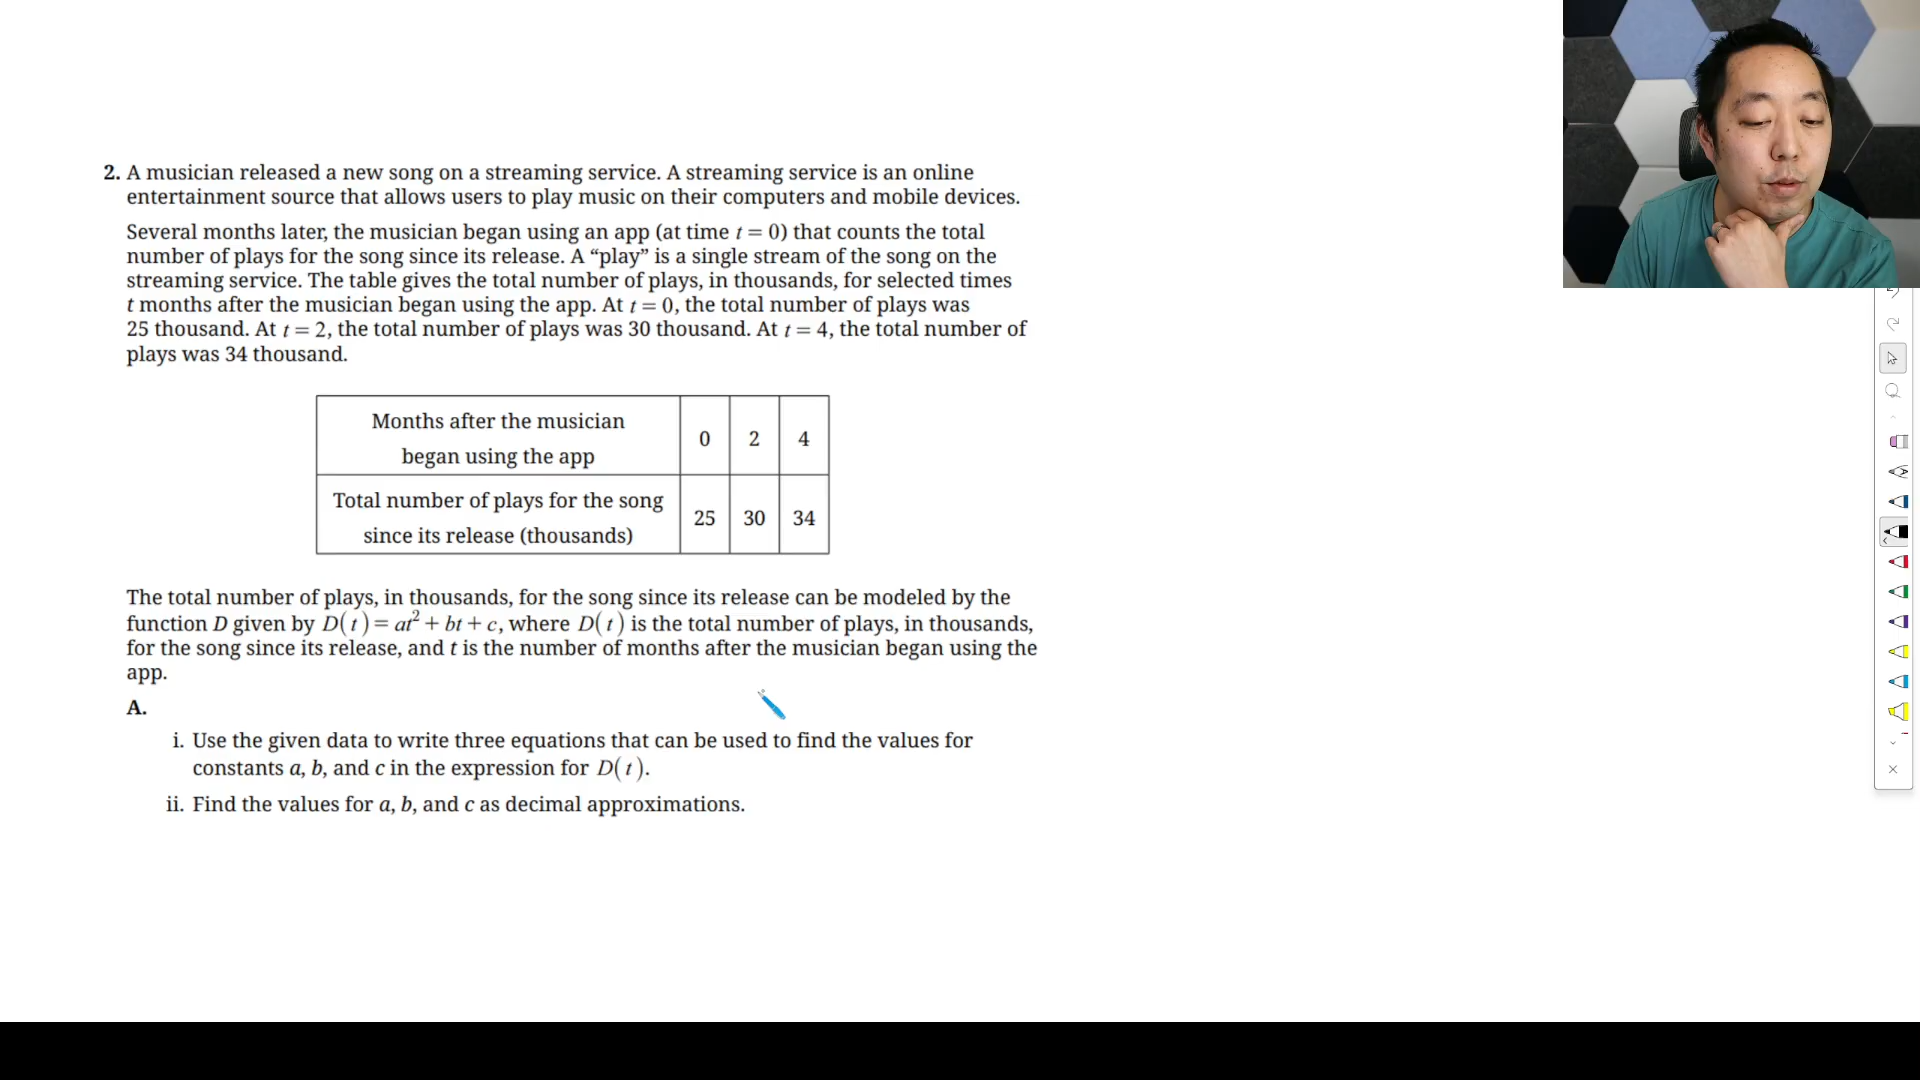 2. A musician released a new song on a streaming service. A streaming service is an online
entertainment source that allows users to play music on their computers and mobile devices.
Several months later, the musician began using an app (at time t = 0) that counts the total
number of plays for the song since its release. A “play” is a single stream of the song on the
streaming service. The table gives the total number of plays, in thousands, for selected times
t months after the musician began using the app. At t = 0, the total number of plays was
25 thousand. At t = 2, the total number of plays was 30 thousand. At t = 4, the total number of
plays was 34 thousand.
Months after the musician
began using the app
0 2 4
Total number of plays for the song
since its release (thousands)
25 30 34
The total number of plays, in thousands, for the song since its release can be modeled by the
function D given by D(t) = at² + bt + c, where D(t) is the total number of plays, in thousands,
for the song since its release, and t is the number of months after the musician began using the
app.
A.
i. Use the given data to write three equations that can be used to find the values for
constants a, b, and c in the expression for D(t).
ii. Find the values for a, b, and c as decimal approximations.